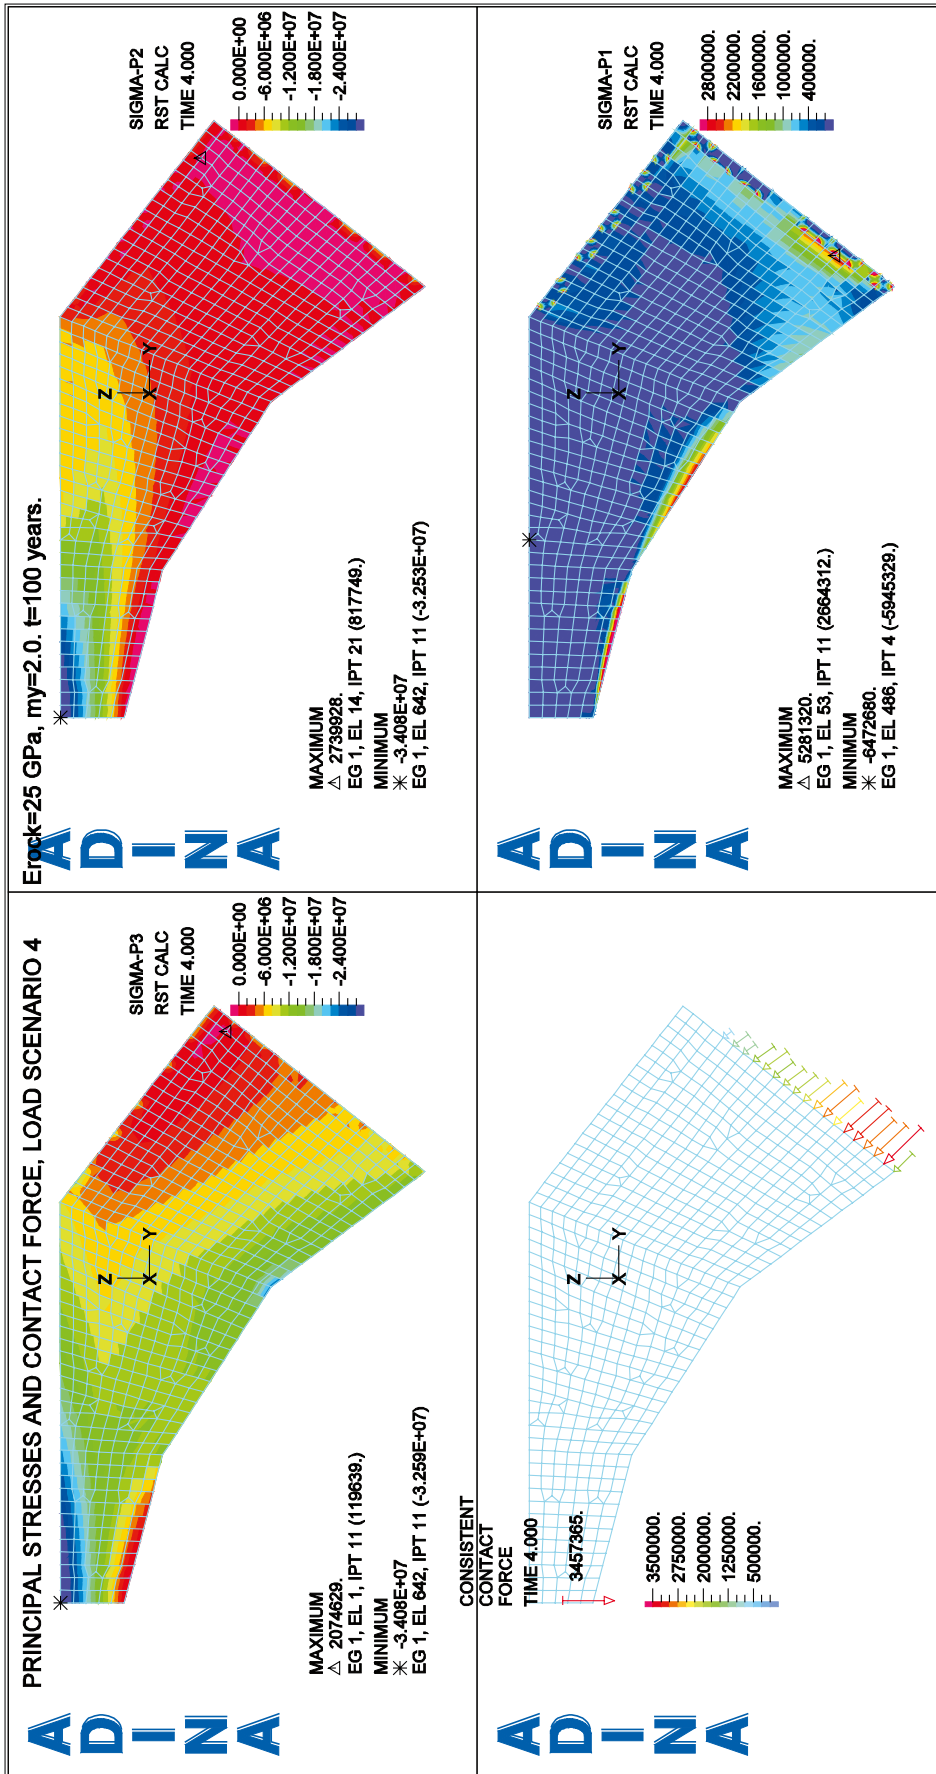 PRINCIPAL STRESSES AND CONTACT FORCE, LOAD SCENARIO 4
Erock=25 GPa, my=2.0. t=100 years.
ADINA
SIGMA-P3
RST CALC
TIME 4.000
0.000E+00
-6.000E+06
-1.200E+07
-1.800E+07
-2.400E+07
Z
X
Y
MAXIMUM
2074629.
EG 1, EL 1, IPT 11 (119639.)
MINIMUM
-3.408E+07
EG 1, EL 642, IPT 11 (-3.259E+07)
ADINA
SIGMA-P2
RST CALC
TIME 4.000
0.000E+00
-6.000E+06
-1.200E+07
-1.800E+07
-2.400E+07
Z
X
Y
MAXIMUM
2739928.
EG 1, EL 14, IPT 21 (817749.)
MINIMUM
-3.408E+07
EG 1, EL 642, IPT 11 (-3.253E+07)
ADINA
CONSISTENT
CONTACT
FORCE
TIME 4.000
3457365.
3500000.
2750000.
2000000.
1250000.
500000.
Z
X
Y
ADINA
SIGMA-P1
RST CALC
TIME 4.000
2800000.
2200000.
1600000.
1000000.
400000.
Z
X
Y
MAXIMUM
5281320.
EG 1, EL 53, IPT 11 (2664312.)
MINIMUM
-6472680.
EG 1, EL 486, IPT 4 (-5945329.)